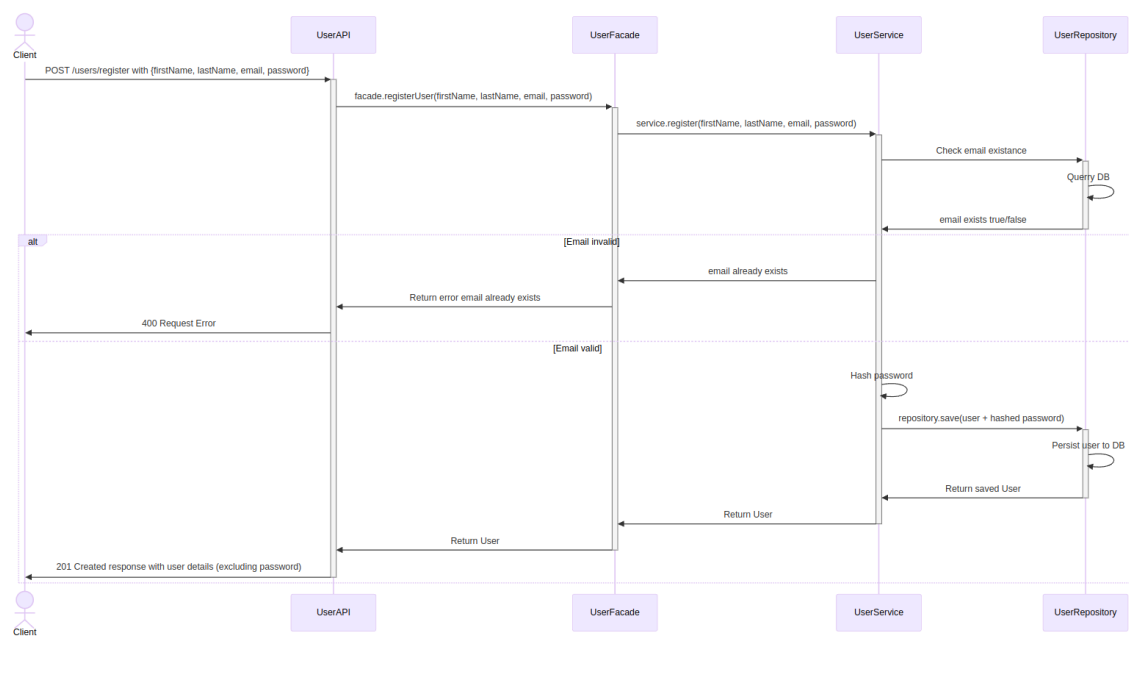 Client
UserAPI
UserFacade
UserService
UserRepository
POST /users/register with {firstName, lastName, email, password}
facade.registerUser(firstName, lastName, email, password)
service.register(firstName, lastName, email, password)
Check email existance
Querry DB
email exists true/false
alt
[Email invalid]
email already exists
Return error email already exists
400 Request Error
[Email valid]
Hash password
repository.save(user + hashed password)
Persist user to DB
Return saved User
Return User
Return User
201 Created response with user details (excluding password)
Client
UserAPI
UserFacade
UserService
UserRepository